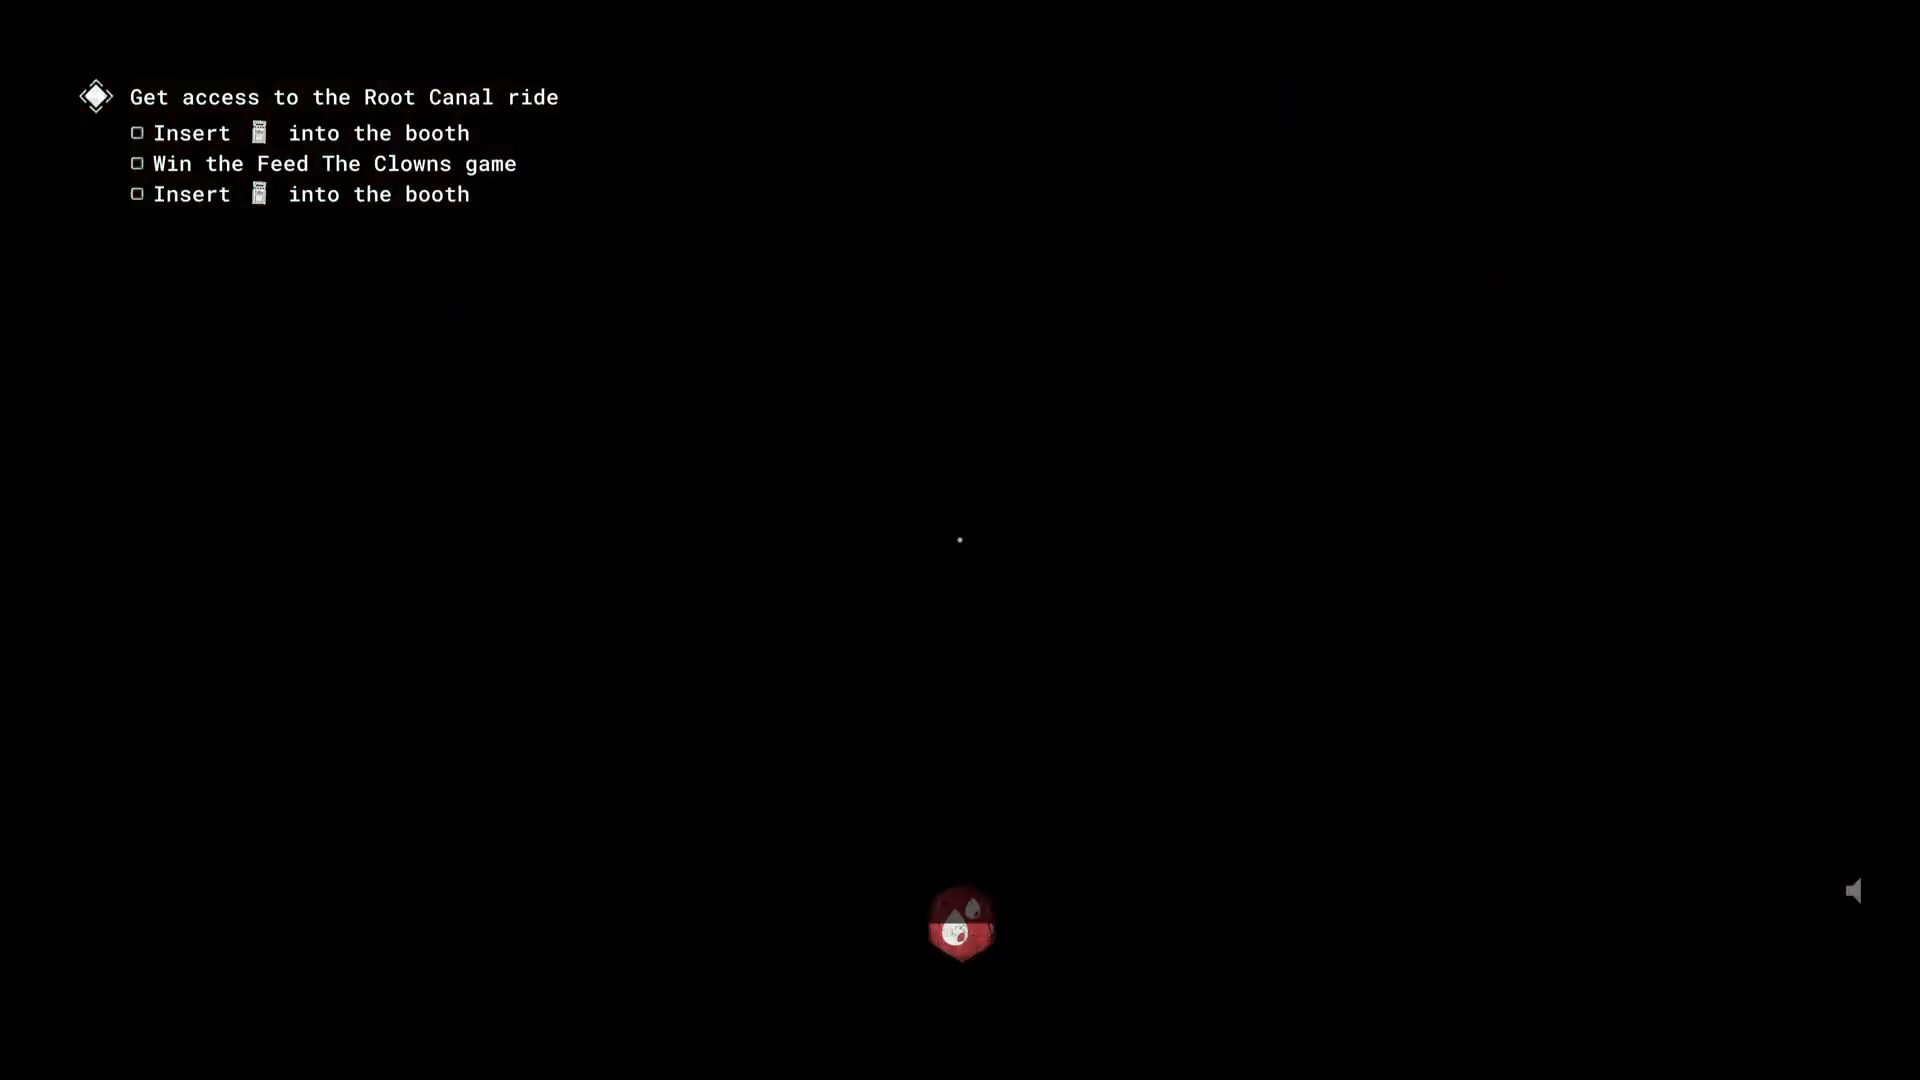 Get access to the Root Canal ride
Insert into the booth
Win the Feed The Clowns game
Insert into the booth